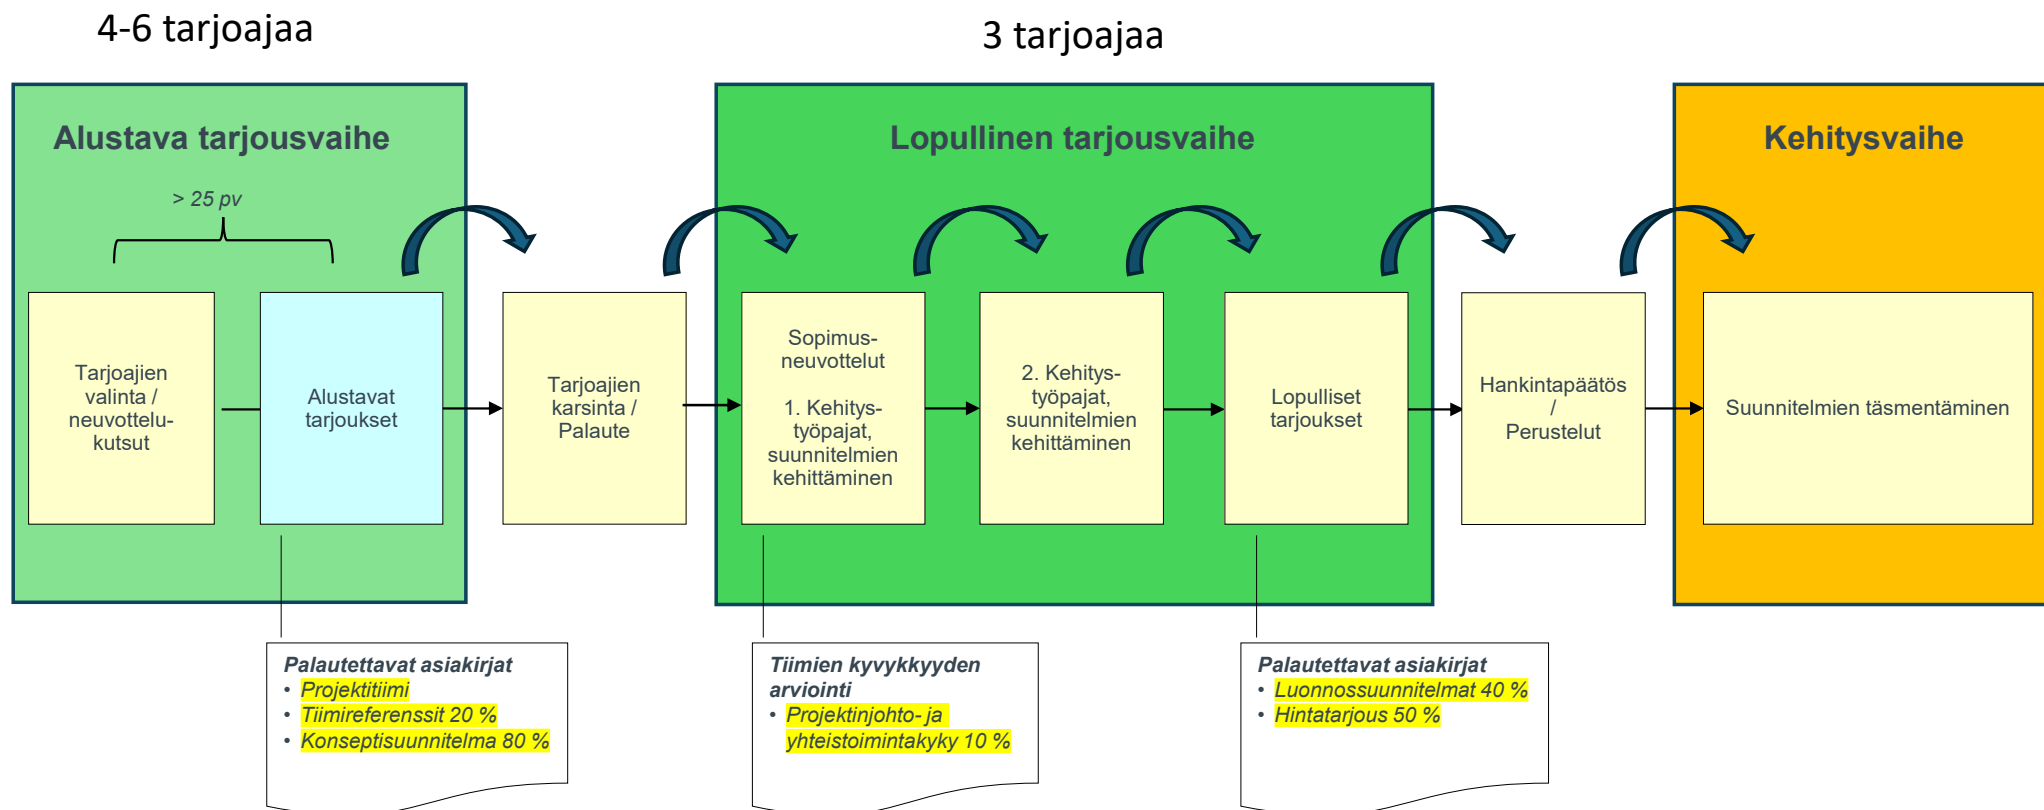 4-6 tarjoajaa
3 tarjoajaa
Alustava tarjousvaihe
Lopullinen tarjousvaihe
Kehitysvaihe
> 25 pv
Tarjoajien
valinta /
neuvottelu-
kutsut
Alustavat
tarjoukset
Tarjoajien
karsinta /
Palaute
Sopimus-
neuvottelut
1. Kehitys-
työpajat,
suunnitelmien
kehittäminen
2. Kehitys-
työpajat,
suunnitelmien
kehittäminen
Lopulliset
tarjoukset
Hankintapäätös
/
Perustelut
Suunnitelmien täsmentäminen
Palautettavat asiakirjat
• Projektitiimi
• Tiimireferenssit 20 %
• Konseptisuunnitelma 80 %
Tiimien kyvykkyyden
arviointi
• Projektinjohto- ja
yhteistoimintakyky 10 %
Palautettavat asiakirjat
• Luonnossuunnitelmat 40 %
• Hintatarjous 50 %